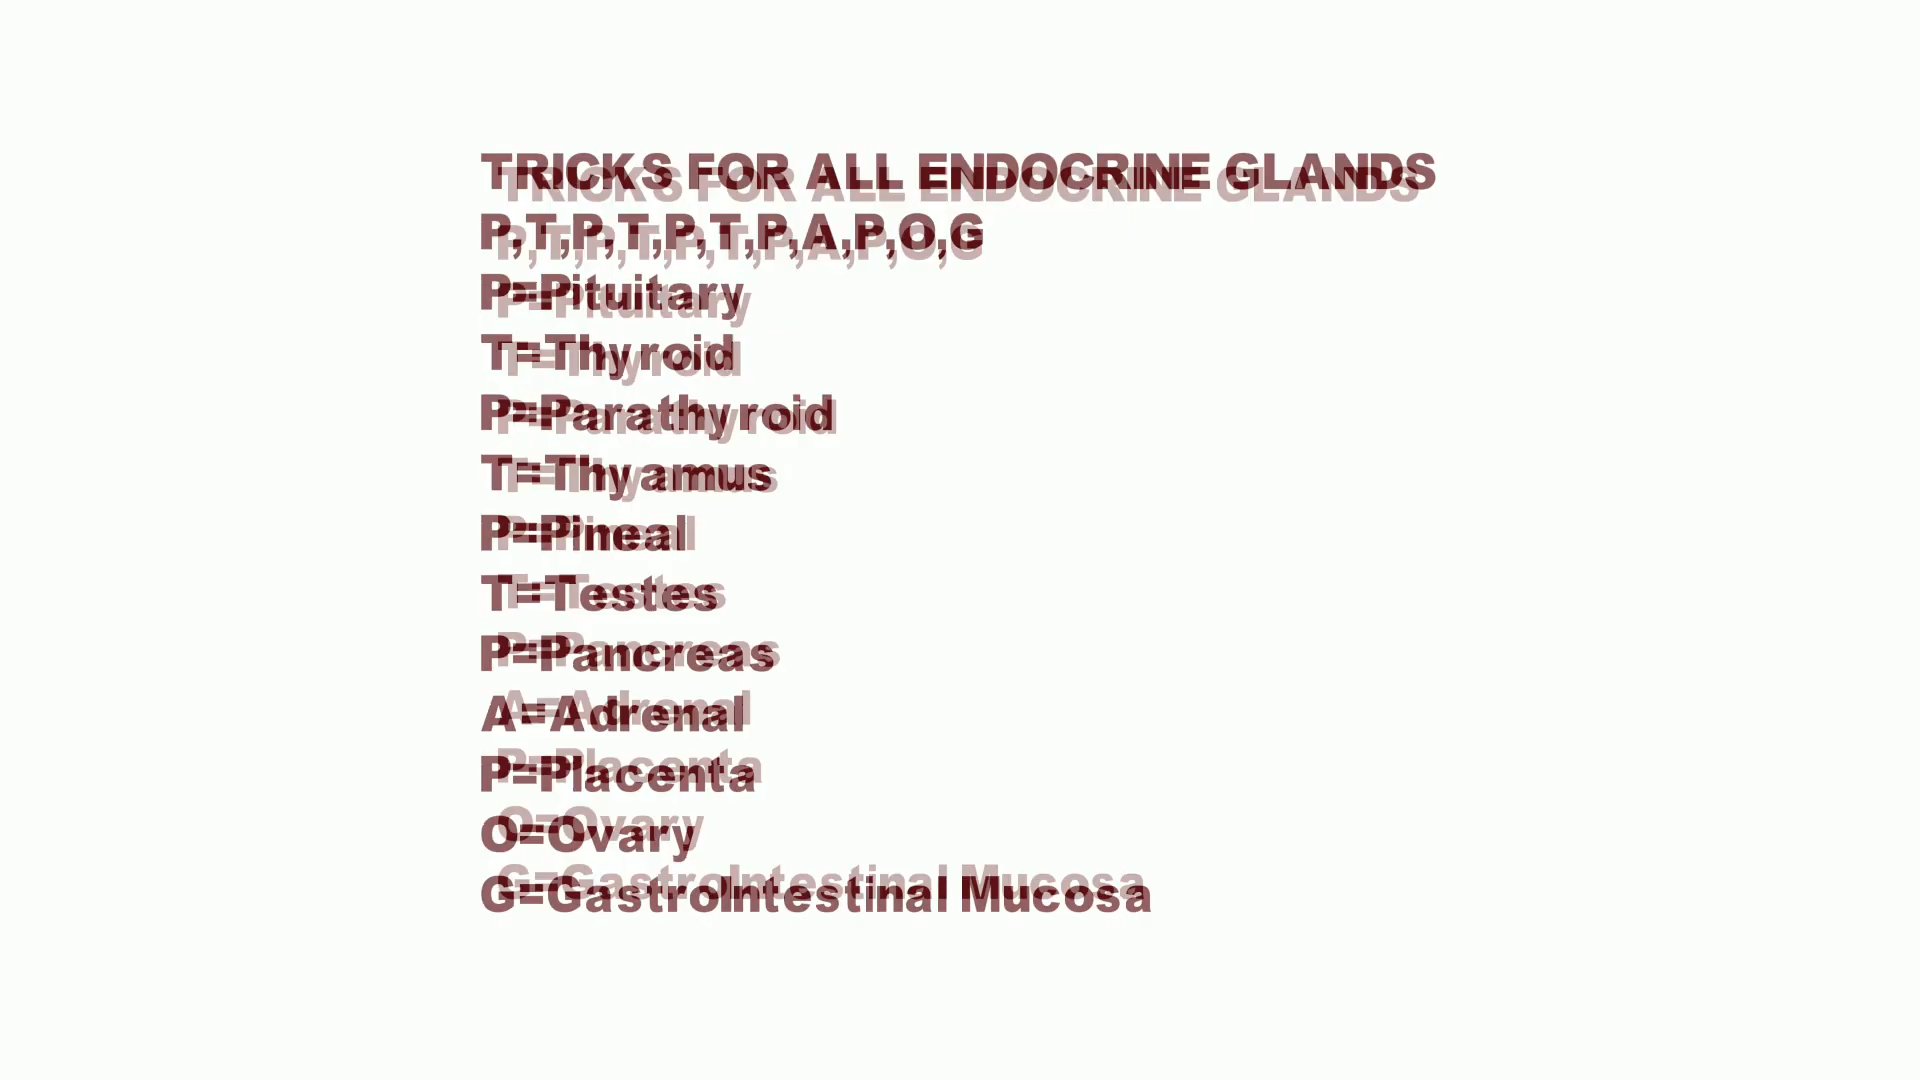 TRICKS FOR ALL ENDOCRINE GLANDS
P,T,P,T,P,T,P,A,P,O,G
P=Pituitary
T=Thyroid
P=Parathyroid
T=Thyamus
P=Pineal
T=Testes
P=Pancreas
A=Adrenal
P=Placenta
O=Ovary
G=GastroIntestinal Mucosa